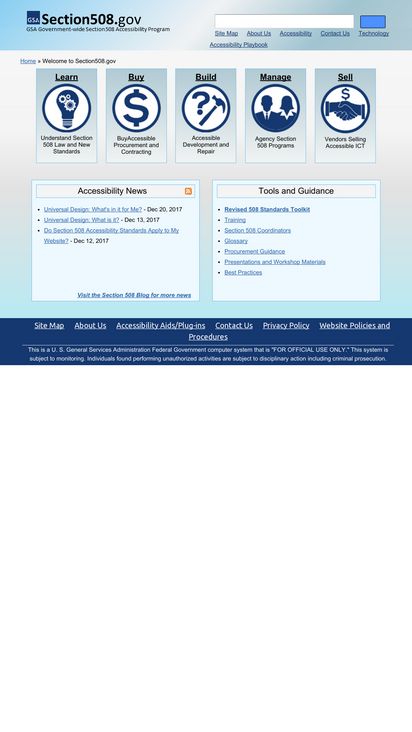 GSA Section508.gov
GSA Government-wide Section 508 Accessibility Program
Site Map About Us Accessibility Contact Us Technology
Accessibility Playbook
Home » Welcome to Section508.gov
Learn
Understand Section
508 Law and New
Standards
Buy
BuyAccessible
Procurement and
Contracting
Build
Accessible
Development and
Repair
Manage
Agency Section
508 Programs
Sell
Vendors Selling
Accessible ICT
Accessibility News
• Universal Design: What's in it for Me? - Dec 20, 2017
• Universal Design: What is it? - Dec 13, 2017
• Do Section 508 Accessibility Standards Apply to My
Website? - Dec 12, 2017
Visit the Section 508 Blog for more news
Tools and Guidance
• Revised 508 Standards Toolkit
• Training
• Section 508 Coordinators
• Glossary
• Procurement Guidance
• Presentations and Workshop Materials
• Best Practices
Site Map About Us Accessibility Aids/Plug-ins Contact Us Privacy Policy Website Policies and
Procedures
This is a U. S. General Services Administration Federal Government computer system that is "FOR OFFICIAL USE ONLY." This system is
subject to monitoring. Individuals found performing unauthorized activities are subject to disciplinary action including criminal prosecution.